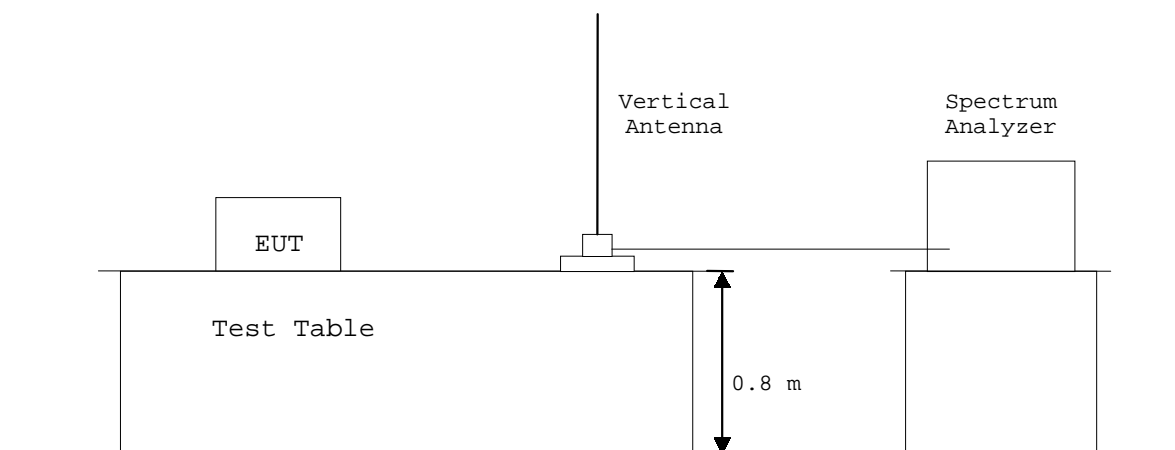 Vertical
Antenna
Spectrum
Analyzer
EUT
Test Table
0.8 m